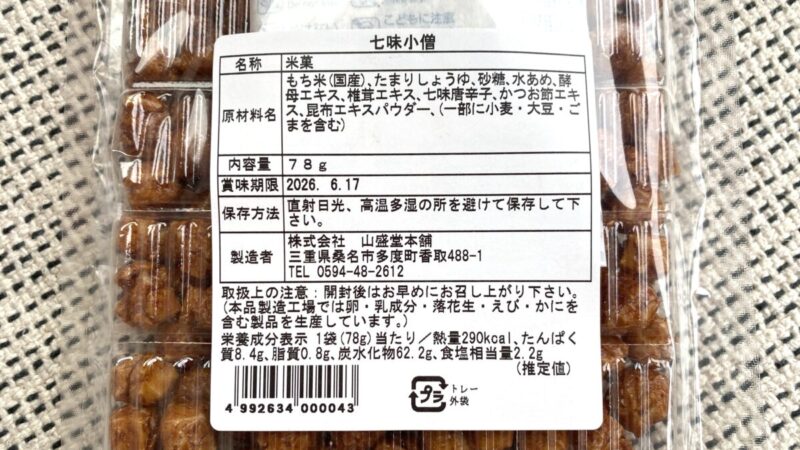 こどもに注意
七味小僧
名称 米菓
原材料名 もち米(国産)、たまりしょうゆ、砂糖、水あめ、酵
母エキス、椎茸エキス、七味唐辛子、かつお節エキ
ス、昆布エキスパウダー、(一部に小麦・大豆・ご
まを含む)
内容量 78g
賞味期限 2026. 6.17
保存方法 直射日光、高温多湿の所を避けて保存して下
さい。
製造者 株式会社 山盛堂本舗
三重県桑名市多度町香取488-1
TEL 0594-48-2612
取扱上の注意:開封後はお早めにお召し上がり下さい。
(本品製造工場では卵・乳成分・落花生・えび・かにを
含む製品を生産しています。)
栄養成分表示 1袋(78g)当たり/熱量290kcal、たんぱく
質8.4g、脂質0.8g、炭水化物62.2g、食塩相当量2.2g
(推定値)
4 992634 000043
プラ トレー
外袋